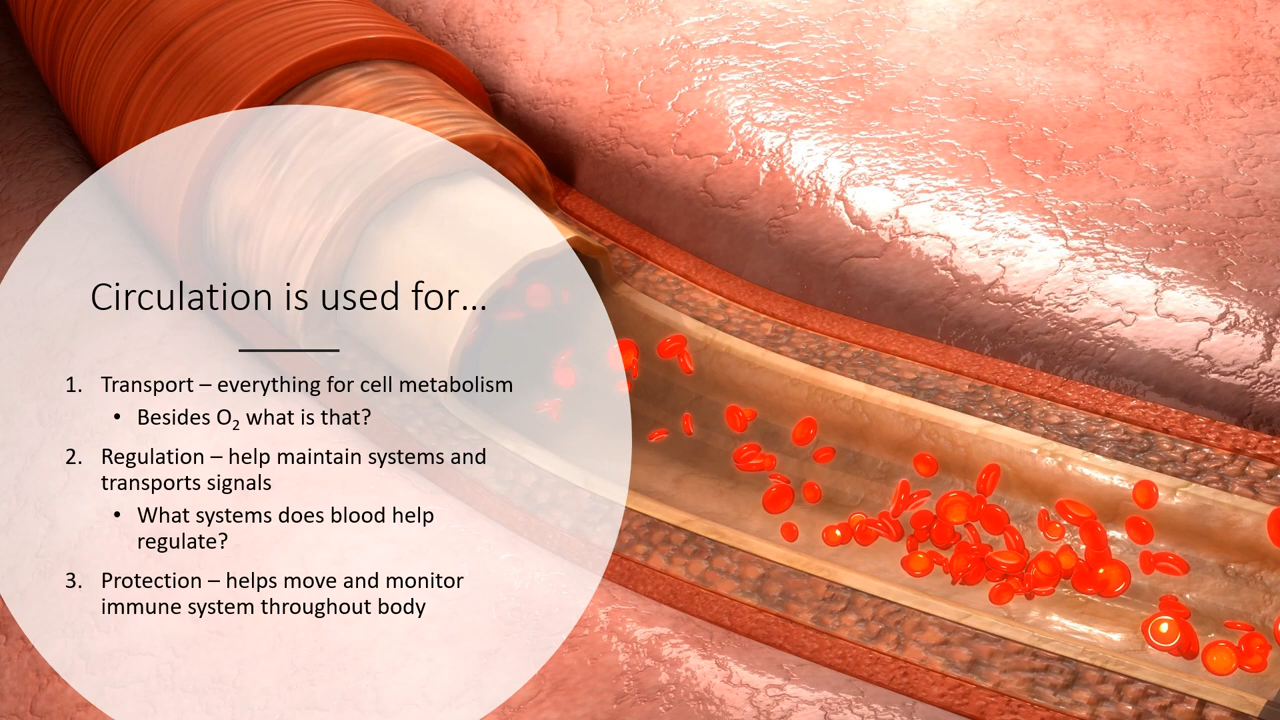 Circulation is used for…
1. Transport – everything for cell metabolism
• Besides O₂ what is that?
2. Regulation – help maintain systems and
transports signals
• What systems does blood help
regulate?
3. Protection – helps move and monitor
immune system throughout body